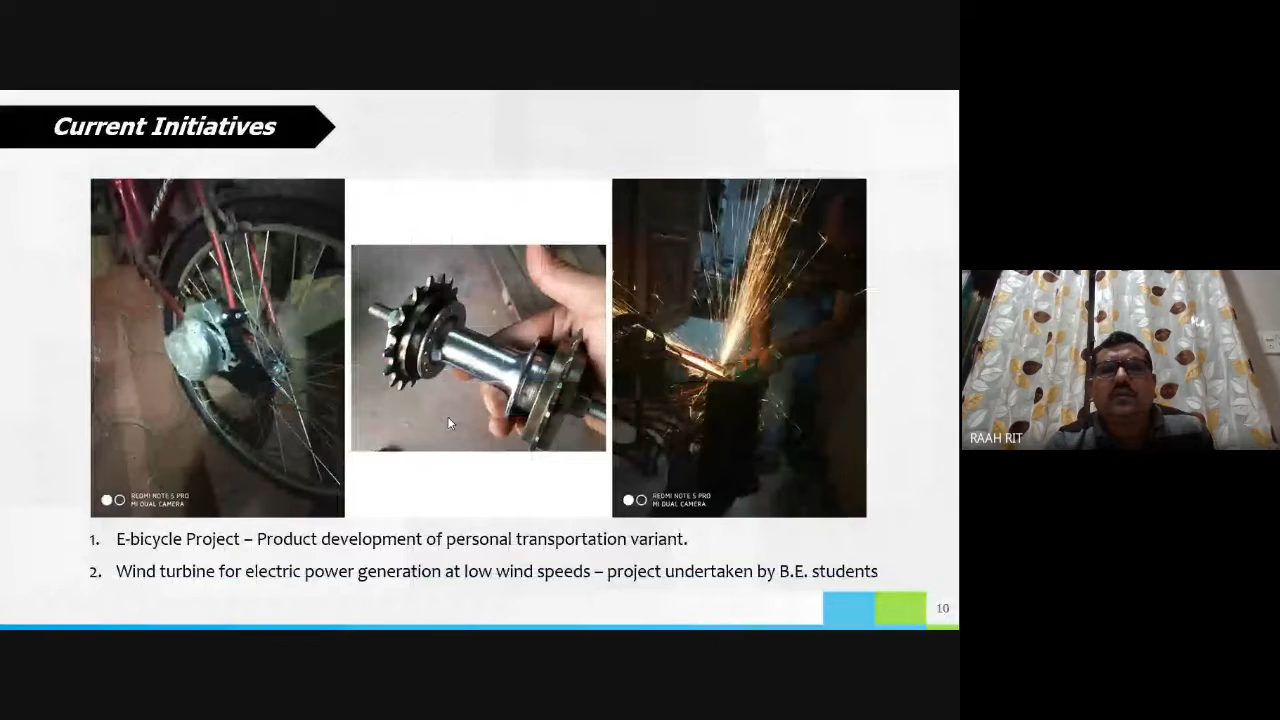 Current Initiatives
REDMI NOTE 5 PRO
MI DUAL CAMERA
REDMI NOTE 5 PRO
MI DUAL CAMERA
1. E-bicycle Project – Product development of personal transportation variant.
2. Wind turbine for electric power generation at low wind speeds – project undertaken by B.E. students
10
RAAH RIT